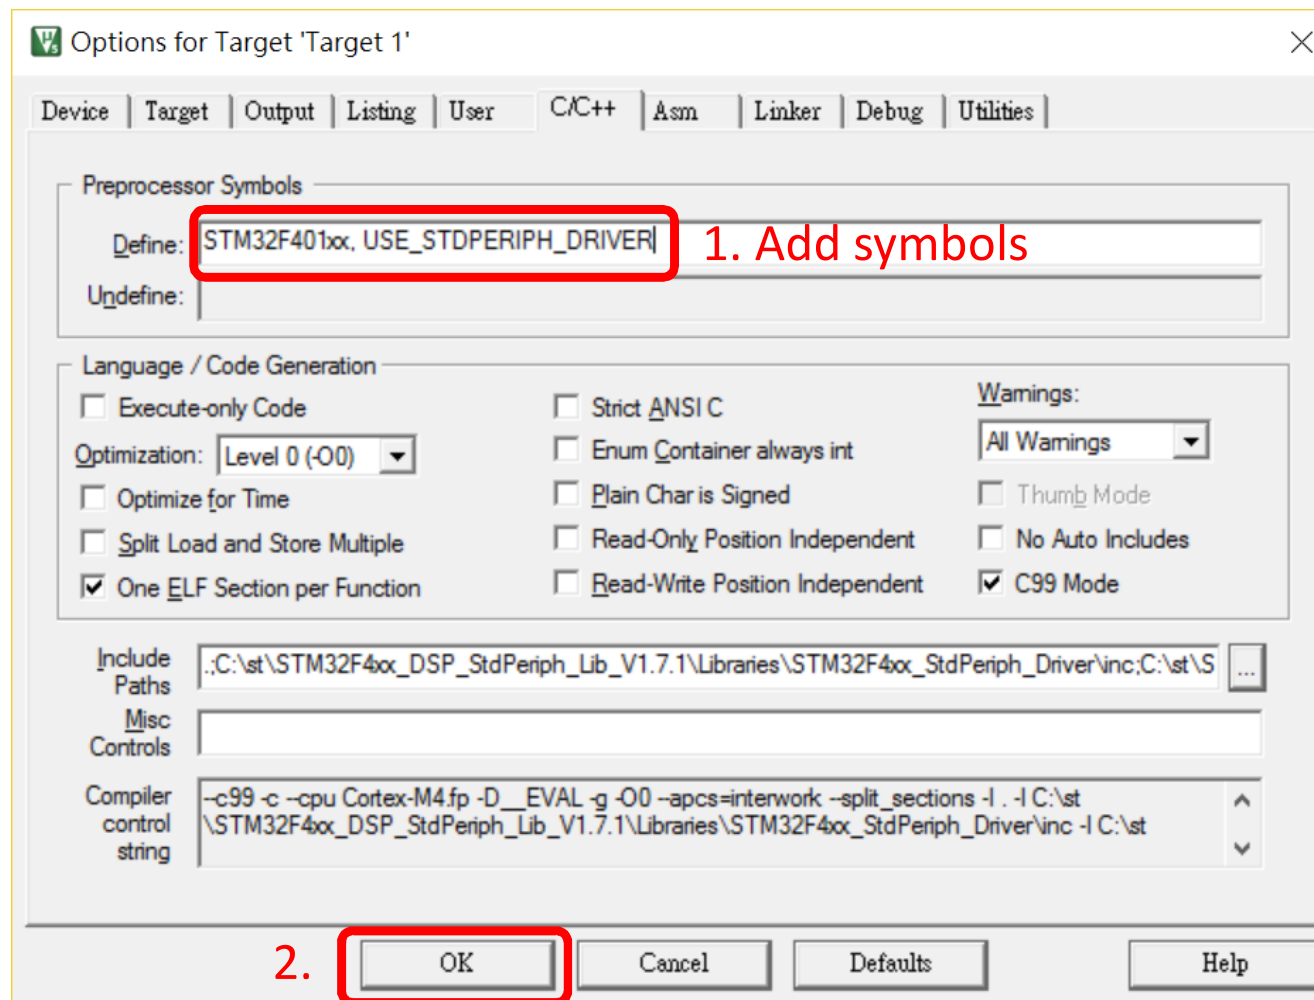 Options for Target 'Target 1'
Device Target Output Listing User C/C++ Asm Linker Debug Utilities
Preprocessor Symbols
Define: STM32F401xx, USE_STDPERIPH_DRIVER 1. Add symbols
Undefine:
Language / Code Generation
Execute-only Code Strict ANSI C Warnings:
Optimization: Level 0 (-O0) Enum Container always int All Warnings
Optimize for Time Plain Char is Signed Thumb Mode
Split Load and Store Multiple Read-Only Position Independent No Auto Includes
One ELF Section per Function Read-Write Position Independent C99 Mode
Include Paths .;C:\st\STM32F4xx_DSP_StdPeriph_Lib_V1.7.1\Libraries\STM32F4xx_StdPeriph_Driver\inc;C:\st\S ...
Misc Controls
Compiler control string --c99 -c --cpu Cortex-M4.fp -D__EVAL -g -O0 --apcs=interwork --split_sections -I . -I C:\st
\STM32F4xx_DSP_StdPeriph_Lib_V1.7.1\Libraries\STM32F4xx_StdPeriph_Driver\inc -I C:\st
2. OK Cancel Defaults Help